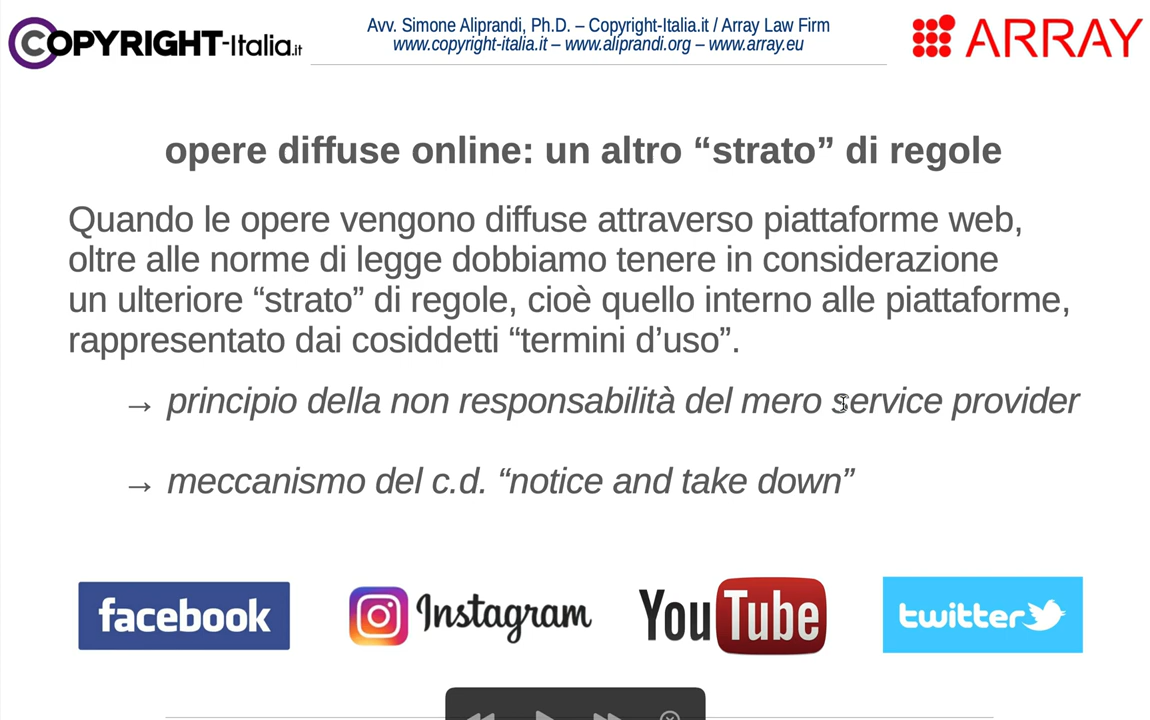 COPYRIGHT-Italia.it
Avv. Simone Aliprandi, Ph.D. – Copyright-Italia.it / Array Law Firm
www.copyright-italia.it – www.aliprandi.org – www.array.eu
ARRAY
opere diffuse online: un altro “strato” di regole
Quando le opere vengono diffuse attraverso piattaforme web,
oltre alle norme di legge dobbiamo tenere in considerazione
un ulteriore “strato” di regole, cioè quello interno alle piattaforme,
rappresentato dai cosiddetti “termini d’uso”.
→ principio della non responsabilità del mero service provider
→ meccanismo del c.d. “notice and take down”
facebook
Instagram
YouTube
twitter